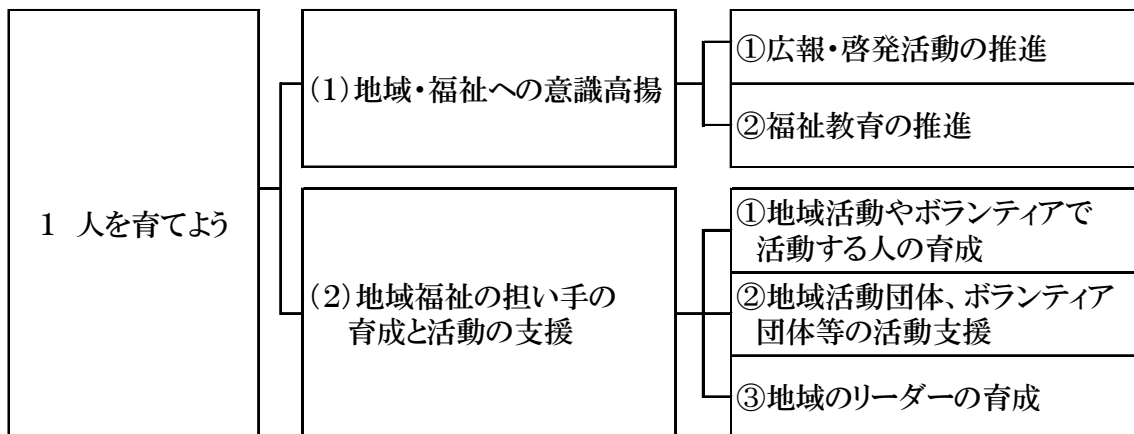 1 人を育てよう
(1)地域・福祉への意識高揚
①広報・啓発活動の推進
②福祉教育の推進
(2)地域福祉の担い手の
育成と活動の支援
①地域活動やボランティアで
活動する人の育成
②地域活動団体、ボランティア
団体等の活動支援
③地域のリーダーの育成